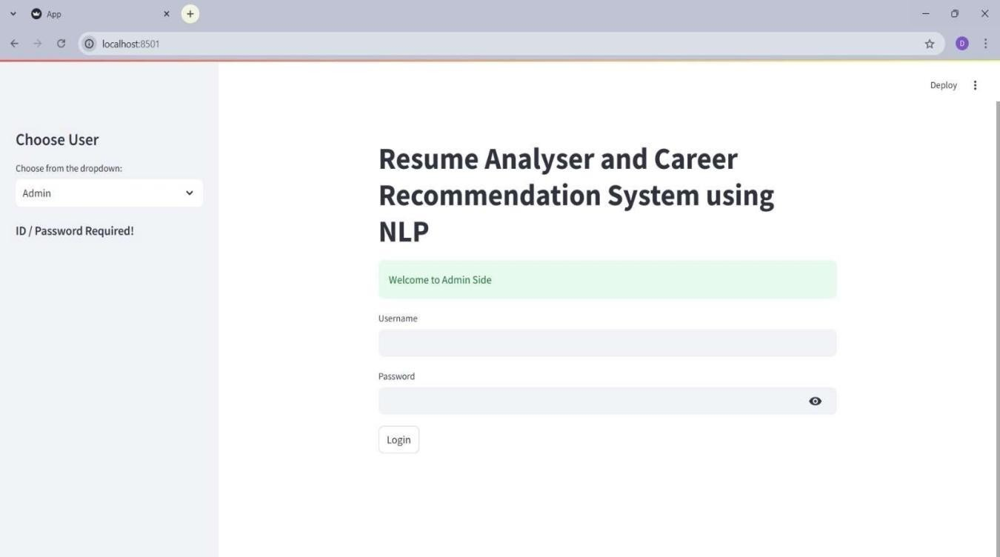 App
localhost:8501
Deploy
Choose User
Choose from the dropdown:
Admin
ID / Password Required!
Resume Analyser and Career
Recommendation System using
NLP
Welcome to Admin Side
Username
Password
Login
D